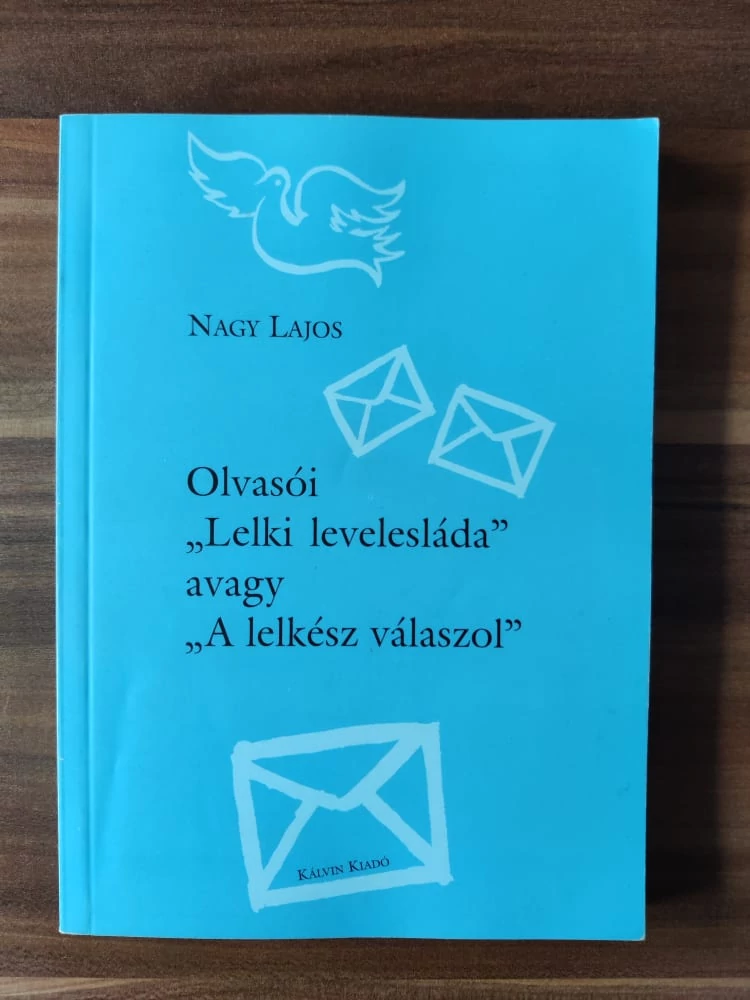 Nagy Lajos
Olvasói
„Lelki levelesláda”
avagy
„A lelkész válaszol”
Kálvin Kiadó